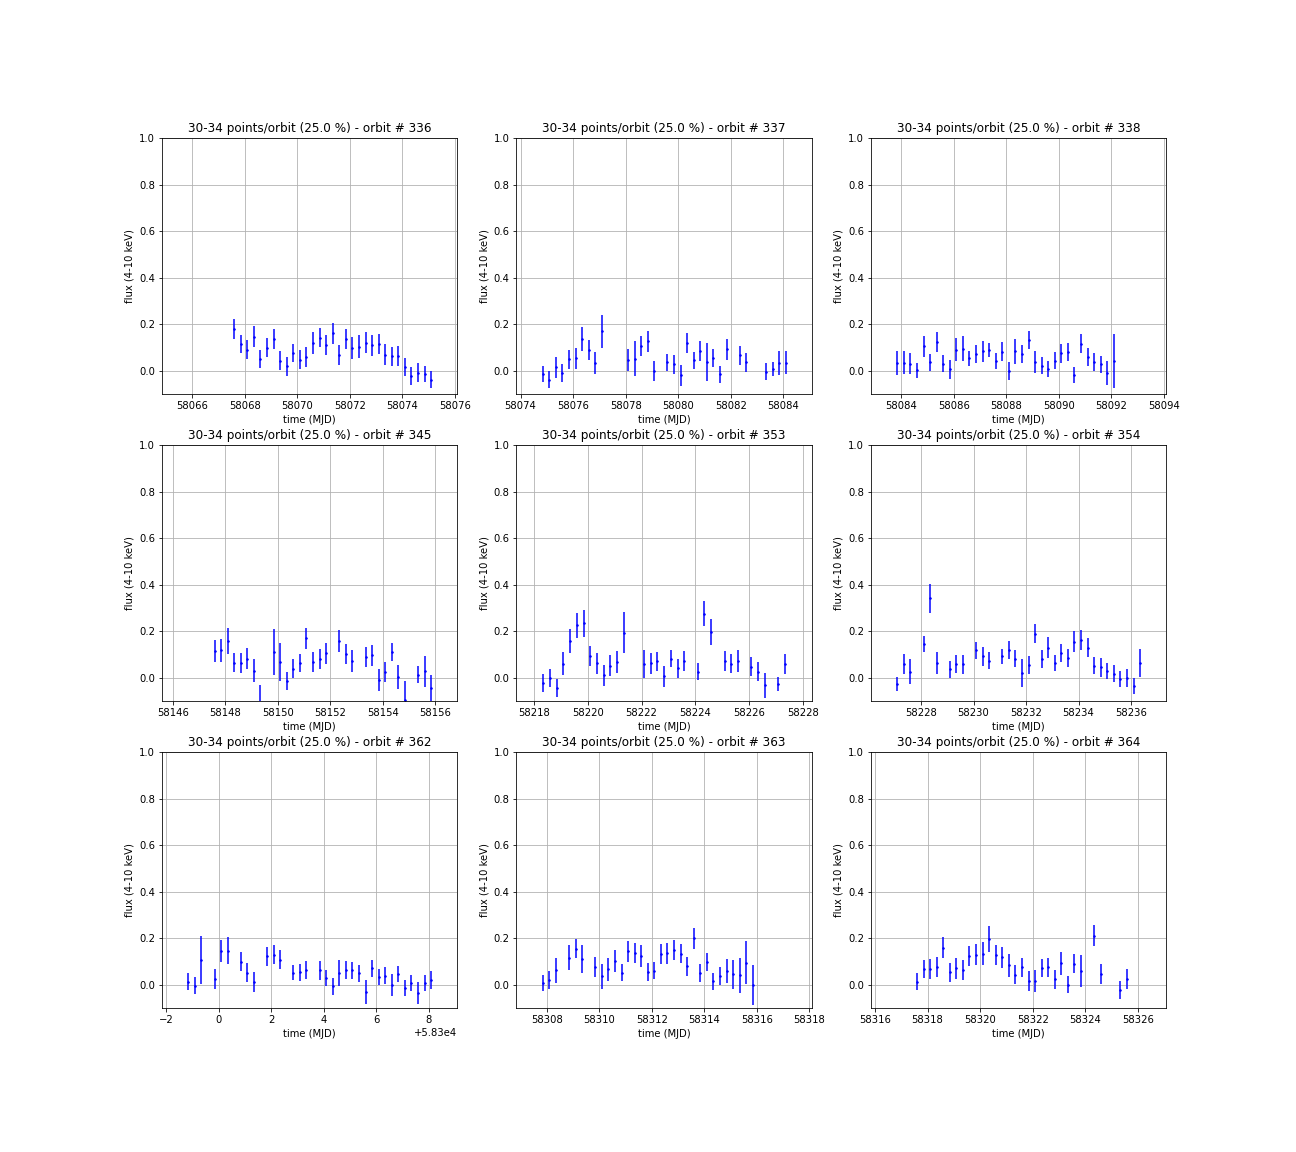 30-34 points/orbit (25.0 %) - orbit # 336
1.0
0.8
0.6
0.4
0.2
0.0
flux (4-10 keV)
58066 58068 58070 58072 58074 58076
time (MJD)
30-34 points/orbit (25.0 %) - orbit # 337
1.0
0.8
0.6
0.4
0.2
0.0
flux (4-10 keV)
58074 58076 58078 58080 58082 58084
time (MJD)
30-34 points/orbit (25.0 %) - orbit # 338
1.0
0.8
0.6
0.4
0.2
0.0
flux (4-10 keV)
58084 58086 58088 58090 58092 58094
time (MJD)
30-34 points/orbit (25.0 %) - orbit # 345
1.0
0.8
0.6
0.4
0.2
0.0
flux (4-10 keV)
58146 58148 58150 58152 58154 58156
time (MJD)
30-34 points/orbit (25.0 %) - orbit # 353
1.0
0.8
0.6
0.4
0.2
0.0
flux (4-10 keV)
58218 58220 58222 58224 58226 58228
time (MJD)
30-34 points/orbit (25.0 %) - orbit # 354
1.0
0.8
0.6
0.4
0.2
0.0
flux (4-10 keV)
58228 58230 58232 58234 58236
time (MJD)
30-34 points/orbit (25.0 %) - orbit # 362
1.0
0.8
0.6
0.4
0.2
0.0
flux (4-10 keV)
−2 0 2 4 6 8
time (MJD)
+5.83e4
30-34 points/orbit (25.0 %) - orbit # 363
1.0
0.8
0.6
0.4
0.2
0.0
flux (4-10 keV)
58308 58310 58312 58314 58316 58318
time (MJD)
30-34 points/orbit (25.0 %) - orbit # 364
1.0
0.8
0.6
0.4
0.2
0.0
flux (4-10 keV)
58316 58318 58320 58322 58324 58326
time (MJD)